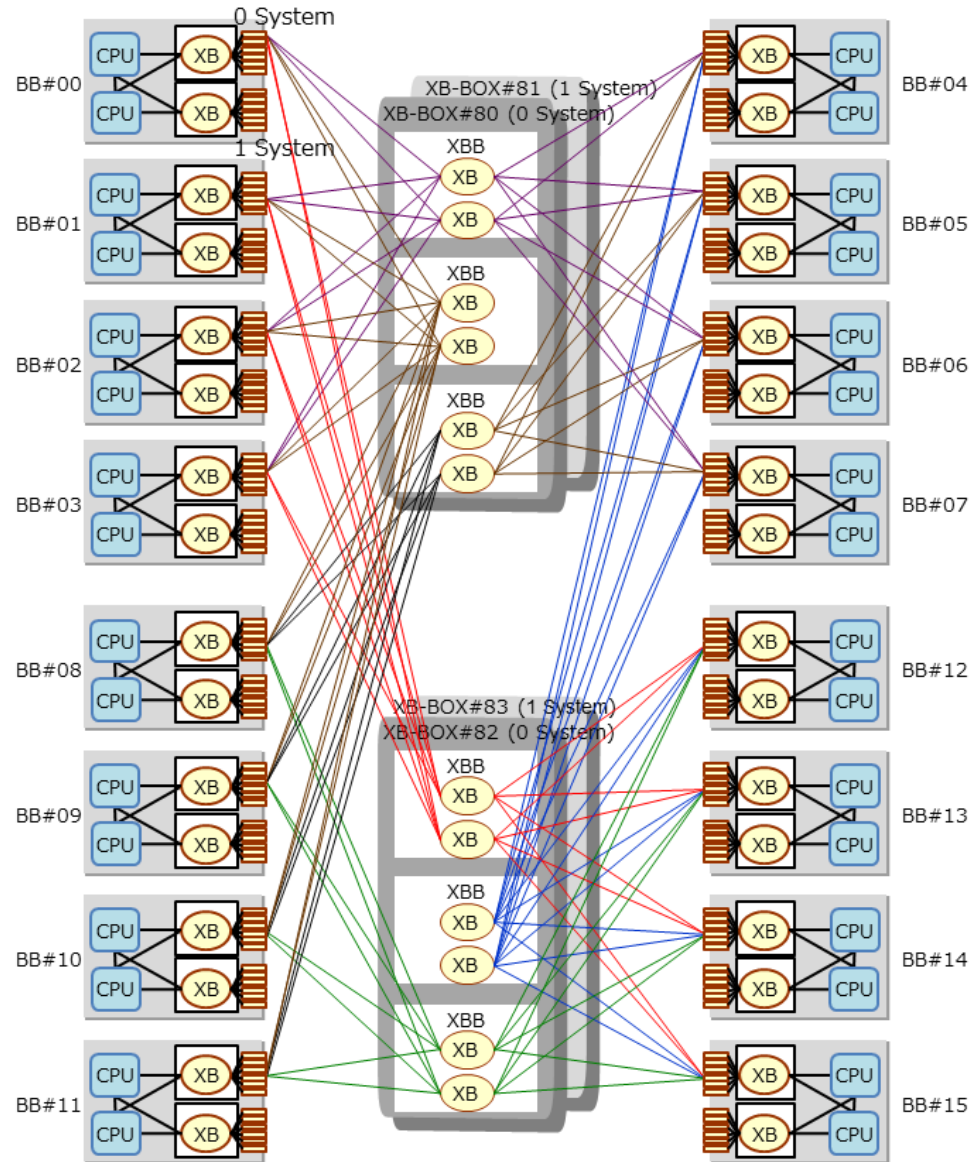 0 System
CPU XB
BB#00
CPU XB
1 System
CPU XB
BB#01
CPU XB
CPU XB
BB#02
CPU XB
CPU XB
BB#03
CPU XB
CPU XB
BB#08
CPU XB
CPU XB
BB#09
CPU XB
CPU XB
BB#10
CPU XB
CPU XB
BB#11
CPU XB
XB-BOX#81 (1 System)
XB-BOX#80 (0 System)
XBB
XB
XB
XBB
XB
XB
XBB
XB
XB
XB-BOX#83 (1 System)
XB-BOX#82 (0 System)
XBB
XB
XB
XBB
XB
XB
XBB
XB
XB
XB CPU
BB#04
XB CPU
XB CPU
BB#05
XB CPU
XB CPU
BB#06
XB CPU
XB CPU
BB#07
XB CPU
XB CPU
BB#12
XB CPU
XB CPU
BB#13
XB CPU
XB CPU
BB#14
XB CPU
XB CPU
BB#15
XB CPU